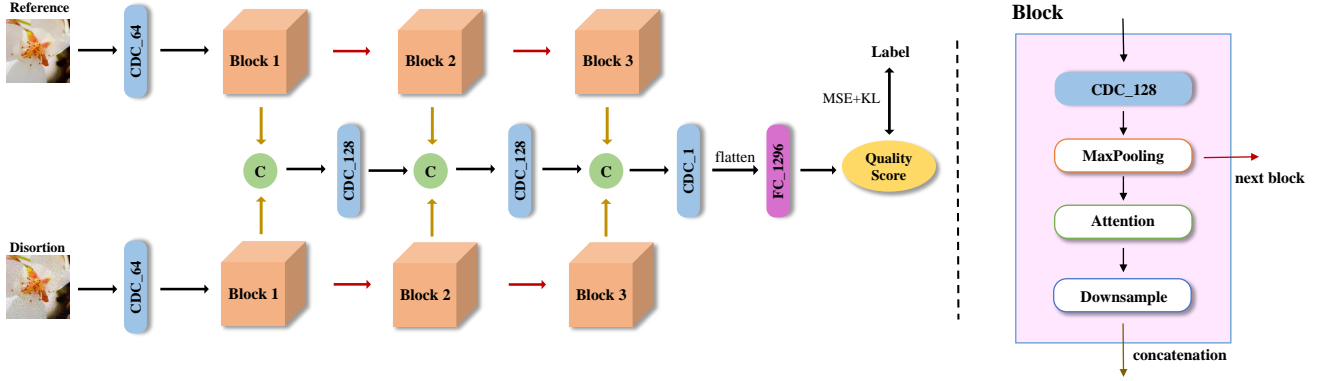 Reference
CDC_64
Block 1
Block 2
Block 3
Label
MSE+KL
C
CDC_128
C
CDC_128
C
CDC_1
flatten
FC_1296
Quality
Score
Disortion
CDC_64
Block 1
Block 2
Block 3
Block
CDC_128
MaxPooling
next block
Attention
Downsample
concatenation